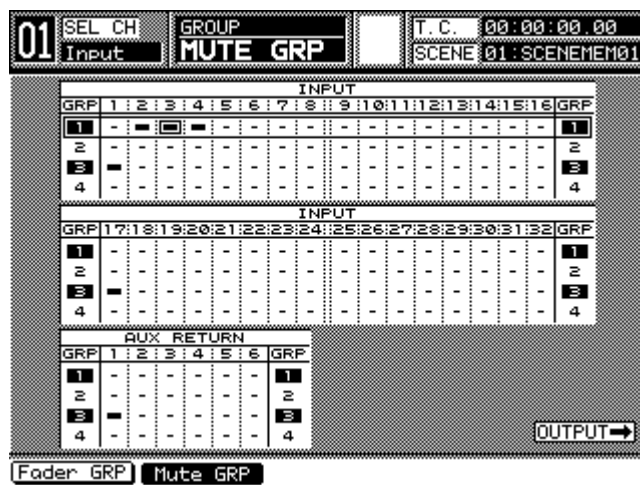 01 SEL CH GROUP T.C. 00:00:00.00
Input MUTE GRP SCENE 01:SCENEMEM01
INPUT
GRP 1 2 3 4 5 6 7 8 9 10 11 12 13 14 15 16 GRP
1 - - - - - - - - - - - - - - - - 1
2 - - - - - - - - - - - - - - - - 2
3 - - - - - - - - - - - - - - - - 3
4 - - - - - - - - - - - - - - - - 4
INPUT
GRP 17 18 19 20 21 22 23 24 25 26 27 28 29 30 31 32 GRP
1 - - - - - - - - - - - - - - - - 1
2 - - - - - - - - - - - - - - - - 2
3 - - - - - - - - - - - - - - - - 3
4 - - - - - - - - - - - - - - - - 4
AUX RETURN
GRP 1 2 3 4 5 6 GRP
1 - - - - - - 1
2 - - - - - - 2
3 - - - - - - 3
4 - - - - - - 4
OUTPUT→
Fader GRP Mute GRP